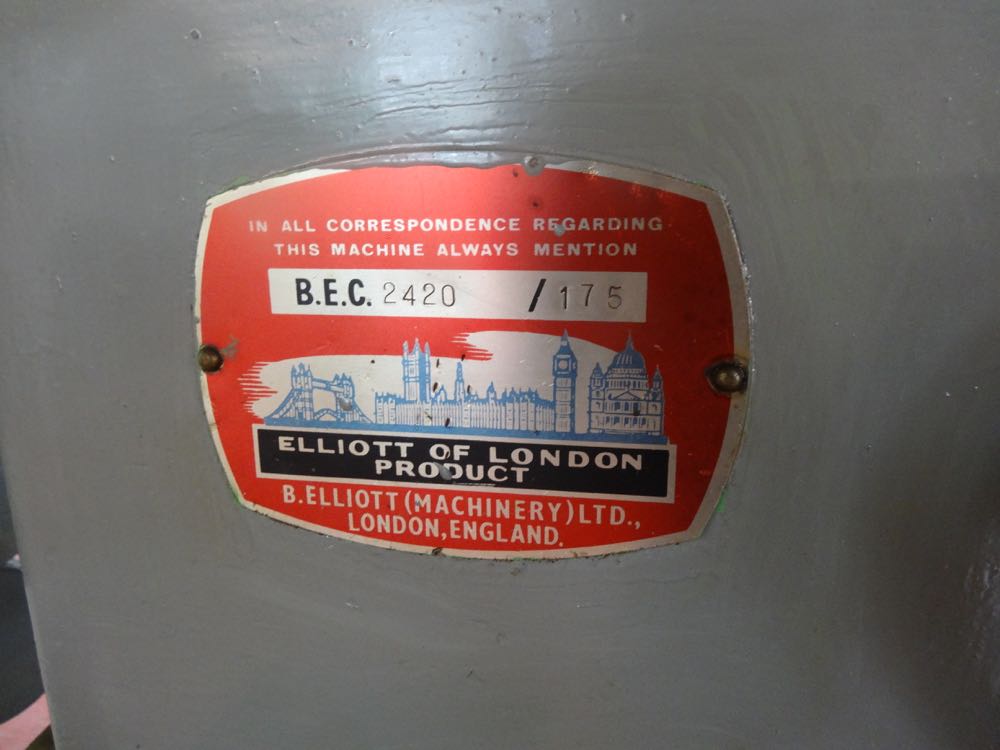 IN ALL CORRESPONDENCE REGARDING
THIS MACHINE ALWAYS MENTION
B.E.C. 2420 / 175
ELLIOTT OF LONDON
PRODUCT
B.ELLIOTT (MACHINERY) LTD.,
LONDON, ENGLAND.